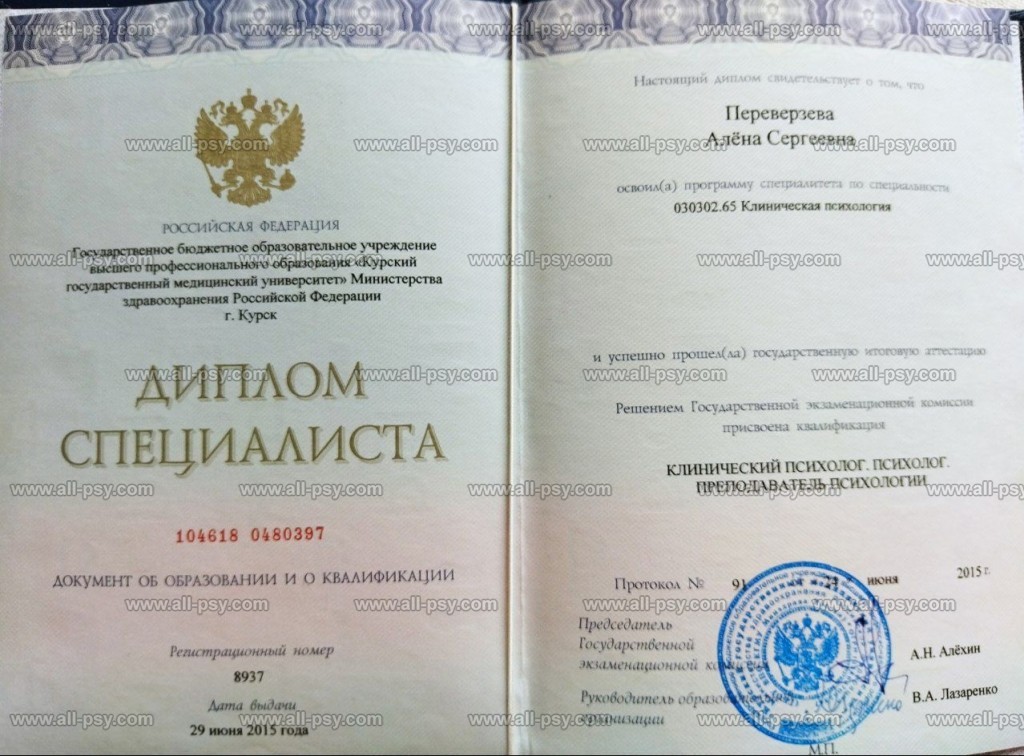 РОССИЙСКАЯ ФЕДЕРАЦИЯ
Государственное бюджетное образовательное учреждение
высшего профессионального образования «Курский
государственный медицинский университет» Министерства
здравоохранения Российской Федерации
г. Курск
ДИПЛОМ
СПЕЦИАЛИСТА
104618 0480397
ДОКУМЕНТ ОБ ОБРАЗОВАНИИ И О КВАЛИФИКАЦИИ
Регистрационный номер
8937
Дата выдачи
29 июня 2015 года
Настоящий диплом свидетельствует о том, что
Переверзева
Алёна Сергеевна
освоил(а) программу специалитета по специальности
030302.65 Клиническая психология
и успешно прошел(ла) государственную итоговую аттестацию
Решением Государственной экзаменационной комиссии
присвоена квалификация
КЛИНИЧЕСКИЙ ПСИХОЛОГ. ПСИХОЛОГ.
ПРЕПОДАВАТЕЛЬ ПСИХОЛОГИИ
Протокол № 91 июня 2015 г.
Председатель
Государственной
экзаменационной комиссии А.Н. Алёхин
Руководитель образовательной В.А. Лазаренко
организации
М.П.
www.all-psy.com